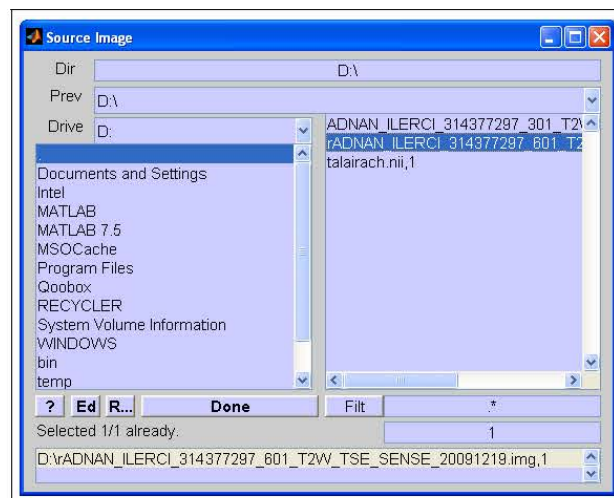 Source Image
Dir D:\
Prev D:\
Drive D:
.
Documents and Settings
Intel
MATLAB
MATLAB 7.5
MSOCache
Program Files
Qoobox
RECYCLER
System Volume Information
WINDOWS
bin
temp
ADNAN_ILERCI_314377297_301_T2
rADNAN_ILERCI_314377297_601_T2
talairach.nii,1
? Ed R... Done Filt .*
Selected 1/1 already. 1
D:\rADNAN_ILERCI_314377297_601_T2W_TSE_SENSE_20091219.img,1